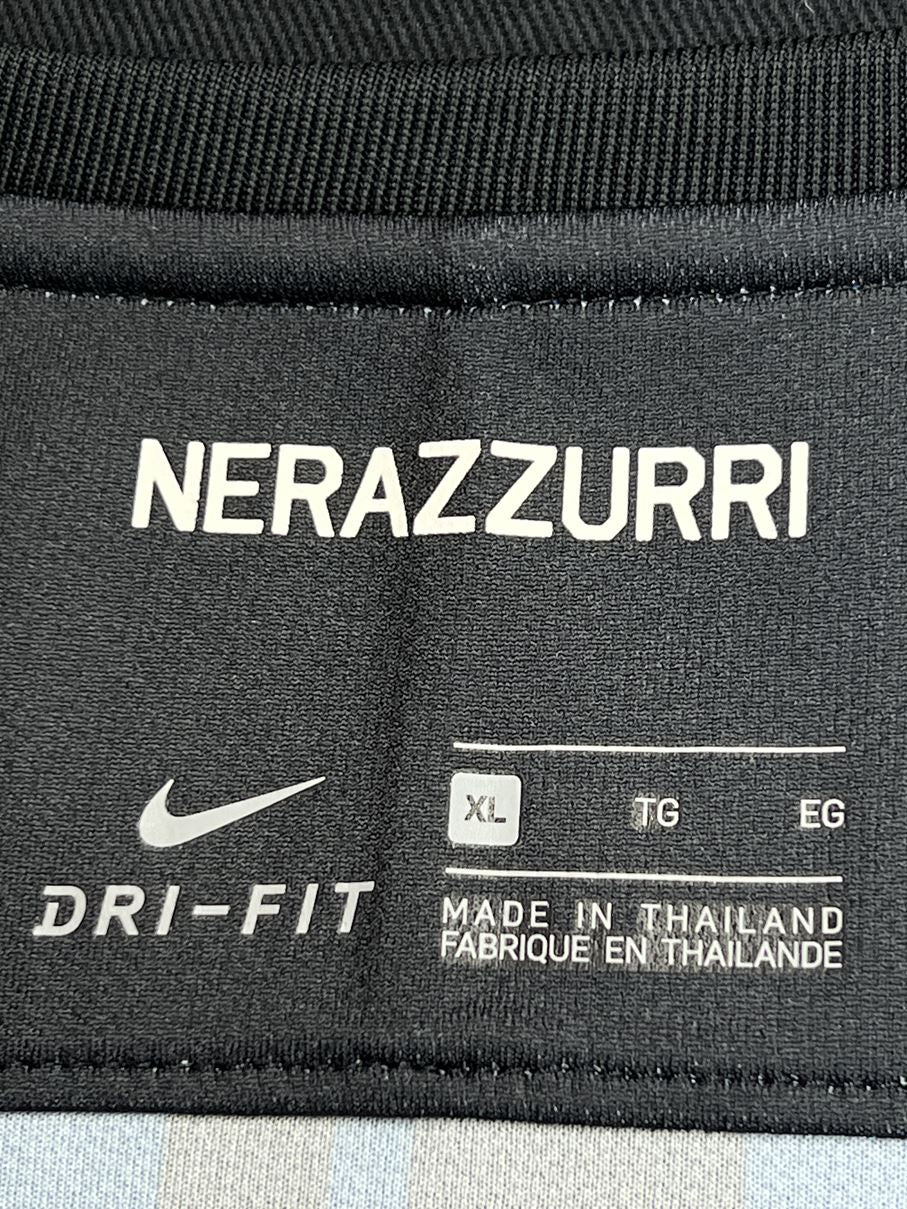 NERAZZURRI
XL TG EG
DRI-FIT
MADE IN THAILAND
FABRIQUE EN THAILANDE